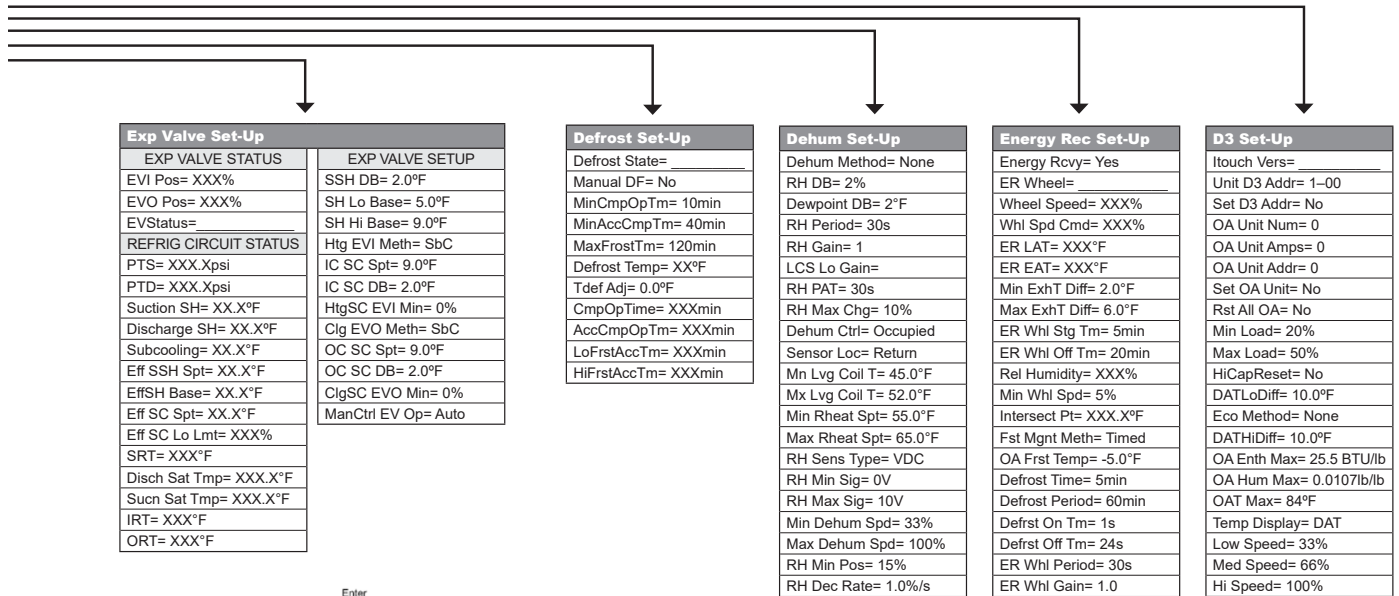 Exp Valve Set-Up
EXP VALVE STATUS
EVI Pos= XXX%
EVO Pos= XXX%
EVStatus=______________
REFRIG CIRCUIT STATUS
PTS= XXX.Xpsi
PTD= XXX.Xpsi
Suction SH= XX.XºF
Discharge SH= XX.XºF
Subcooling= XX.X°F
Eff SSH Spt= XX.X°F
EffSH Base= XX.X°F
Eff SC Spt= XX.X°F
Eff SC Lo Lmt= XXX%
SRT= XXX°F
Disch Sat Tmp= XXX.X°F
Sucn Sat Tmp= XXX.X°F
IRT= XXX°F
ORT= XXX°F
EXP VALVE SETUP
SSH DB= 2.0ºF
SH Lo Base= 5.0ºF
SH Hi Base= 9.0ºF
Htg EVI Meth= SbC
IC SC Spt= 9.0ºF
IC SC DB= 2.0ºF
HtgSC EVI Min= 0%
Clg EVO Meth= SbC
OC SC Spt= 9.0ºF
OC SC DB= 2.0ºF
ClgSC EVO Min= 0%
ManCtrl EV Op= Auto
Defrost Set-Up
Defrost State= __________
Manual DF= No
MinCmpOpTm= 10min
MinAccCmpTm= 40min
MaxFrostTm= 120min
Defrost Temp= XXºF
Tdef Adj= 0.0ºF
CmpOpTime= XXXmin
AccCmpOpTm= XXXmin
LoFrstAccTm= XXXmin
HiFrstAccTm= XXXmin
Dehum Set-Up
Dehum Method= None
RH DB= 2%
Dewpoint DB= 2°F
RH Period= 30s
RH Gain= 1
LCS Lo Gain=
RH PAT= 30s
RH Max Chg= 10%
Dehum Ctrl= Occupied
Sensor Loc= Return
Mn Lvg Coil T= 45.0°F
Mx Lvg Coil T= 52.0°F
Min Rheat Spt= 55.0°F
Max Rheat Spt= 65.0°F
RH Sens Type= VDC
RH Min Sig= 0V
RH Max Sig= 10V
Min Dehum Spd= 33%
Max Dehum Spd= 100%
RH Min Pos= 15%
RH Dec Rate= 1.0%/s
Energy Rec Set-Up
Energy Rcvy= Yes
ER Wheel= ___________
Wheel Speed= XXX%
Whl Spd Cmd= XXX%
ER LAT= XXX°F
ER EAT= XXX°F
Min ExhT Diff= 2.0°F
Max ExhT Diff= 6.0°F
ER Whl Stg Tm= 5min
ER Whl Off Tm= 20min
Rel Humidity= XXX%
Min Whl Spd= 5%
Intersect Pt= XXX.XºF
Fst Mgnt Meth= Timed
OA Frst Temp= -5.0°F
Defrost Time= 5min
Defrost Period= 60min
Defrst On Tm= 1s
Defrst Off Tm= 24s
ER Whl Period= 30s
ER Whl Gain= 1.0
D3 Set-Up
Itouch Vers= __________
Unit D3 Addr= 1–00
Set D3 Addr= No
OA Unit Num= 0
OA Unit Amps= 0
OA Unit Addr= 0
Set OA Unit= No
Rst All OA= No
Min Load= 20%
Max Load= 50%
HiCapReset= No
DATLoDiff= 10.0ºF
Eco Method= None
DATHiDiff= 10.0ºF
OA Enth Max= 25.5 BTU/lb
OA Hum Max= 0.0107lb/lb
OAT Max= 84ºF
Temp Display= DAT
Low Speed= 33%
Med Speed= 66%
Hi Speed= 100%
Enter